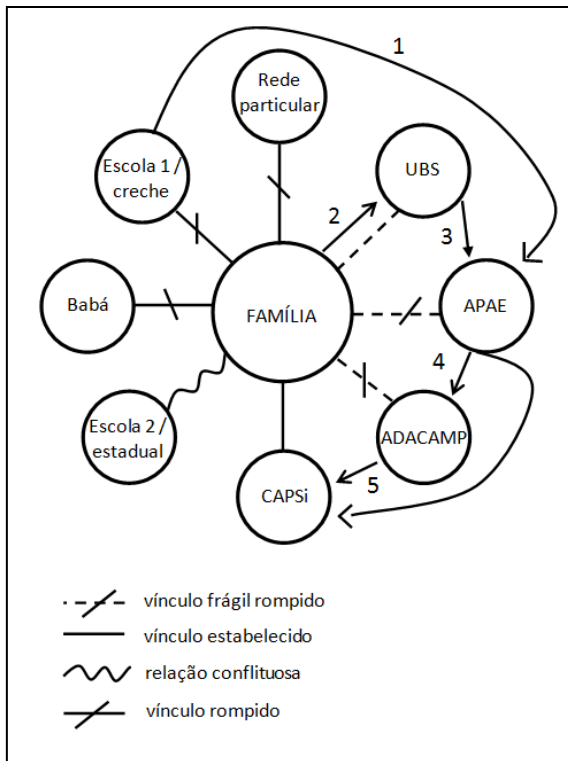 1
Rede
particular
Escola 1 /
creche
UBS
2
3
Babá
FAMÍLIA
APAE
4
Escola 2 /
estadual
ADACAMP
CAPSi
5
vínculo frágil rompido
vínculo estabelecido
relação conflituosa
vínculo rompido